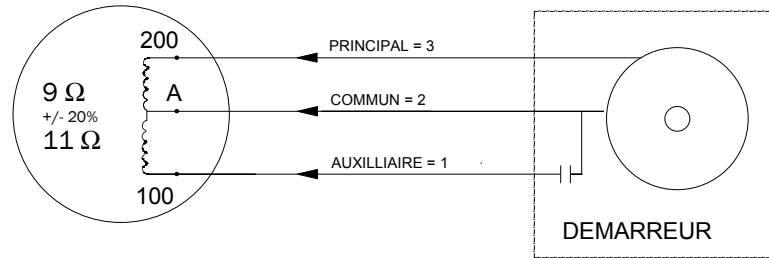 200
PRINCIPAL = 3
9 Ω
A
COMMUN = 2
+/- 20%
11 Ω
AUXILLIAIRE = 1
100
DEMARREUR